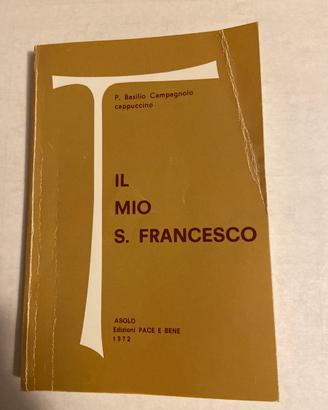 P. Basilio Campagnolo
cappuccino
IL
MIO
S. FRANCESCO
ASOLO
Edizioni PACE E BENE
1972